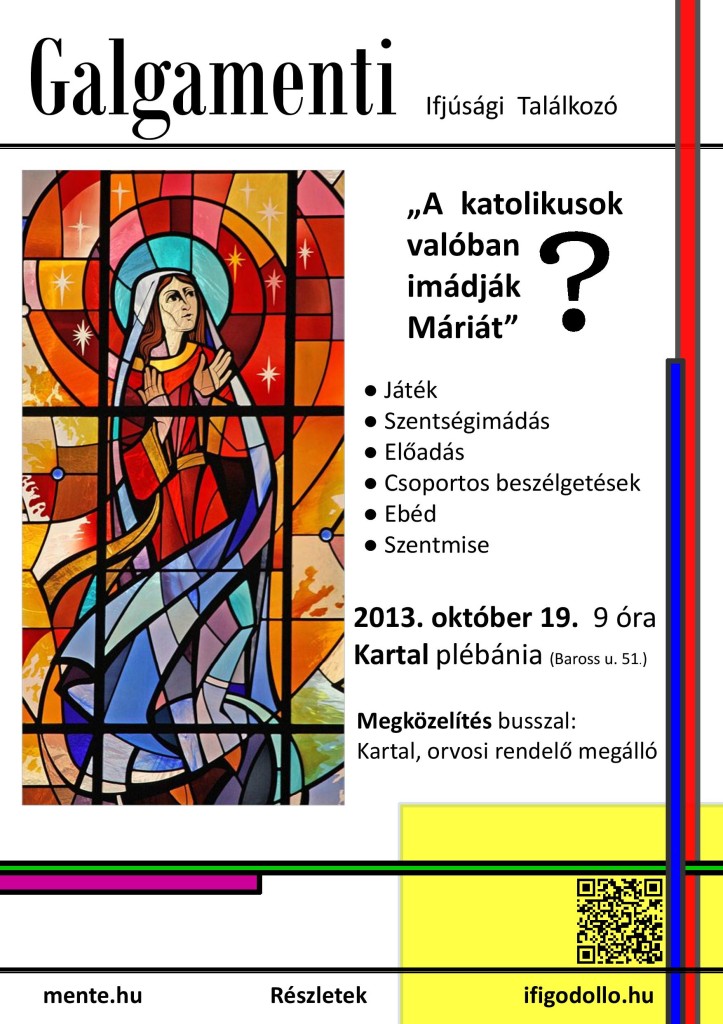 Galgamenti Ifjúsági Találkozó
„A katolikusok
valóban
imádják
Máriát” ?
● Játék
● Szentségimádás
● Előadás
● Csoportos beszélgetések
● Ebéd
● Szentmise
2013. október 19. 9 óra
Kartal plébánia (Baross u. 51.)
Megközelítés busszal:
Kartal, orvosi rendelő megálló
mente.hu Részletek ifigodollo.hu